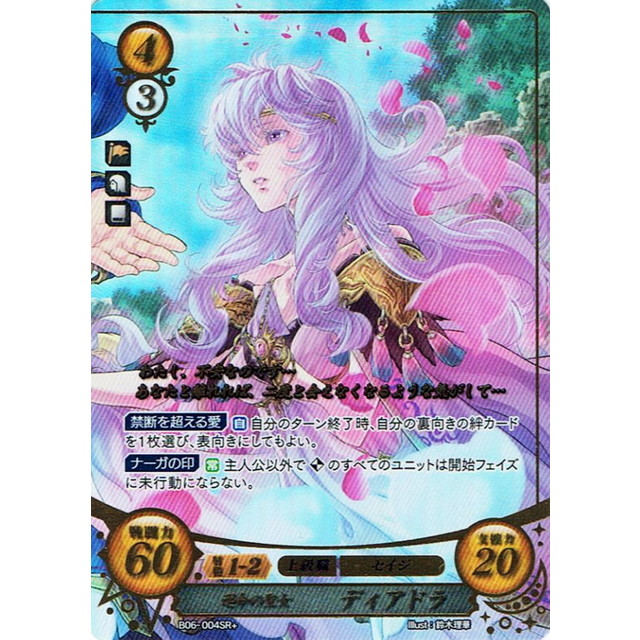 4
3
わたし、不安なのです…
あなたと離れれば、二度と会えなくなるような気がして…
禁断を超える愛 自 自分のターン終了時、自分の裏向きの絆カード
を1枚選び、表向きにしてもよい。
ナーガの印 常 主人公以外で のすべてのユニットは開始フェイズ
に未行動にならない。
戦闘力
60
射程 1-2
上級職
セイジ
支援力
20
ディアドラ
B06-004SR+
Illust：鈴木理華